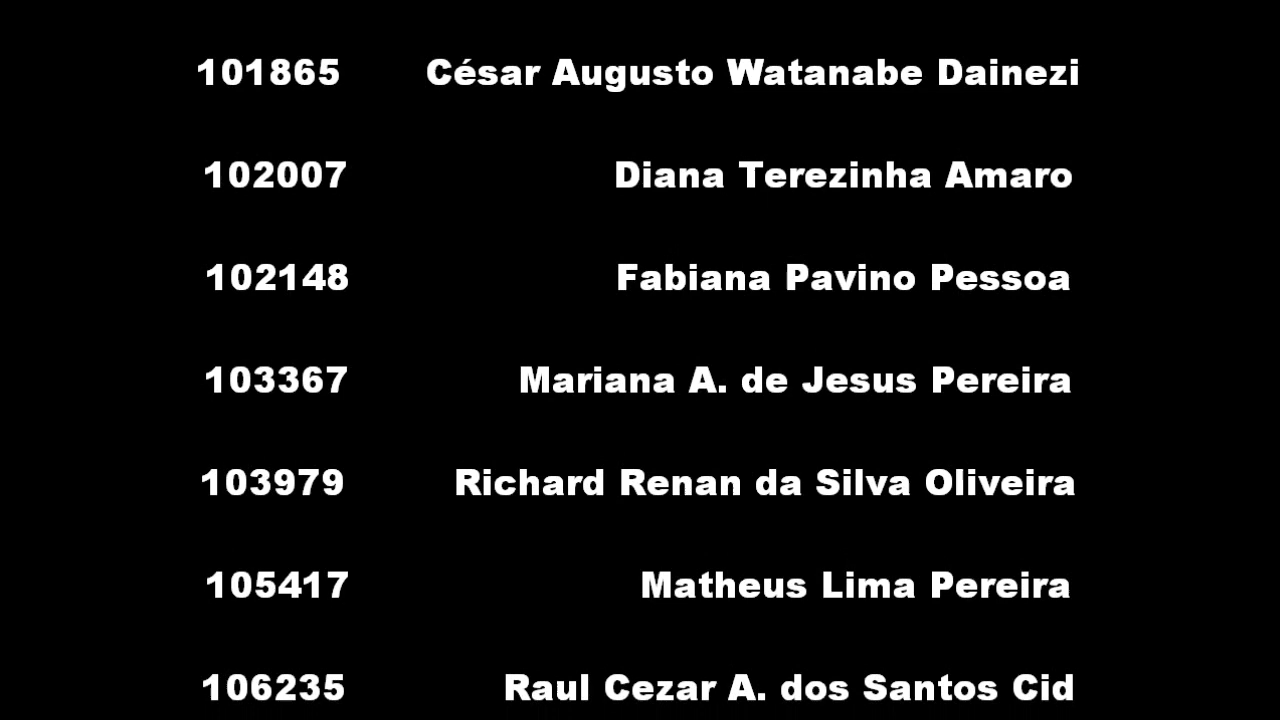 101865 César Augusto Watanabe Dainezi
102007 Diana Terezinha Amaro
102148 Fabiana Pavino Pessoa
103367 Mariana A. de Jesus Pereira
103979 Richard Renan da Silva Oliveira
105417 Matheus Lima Pereira
106235 Raul Cezar A. dos Santos Cid